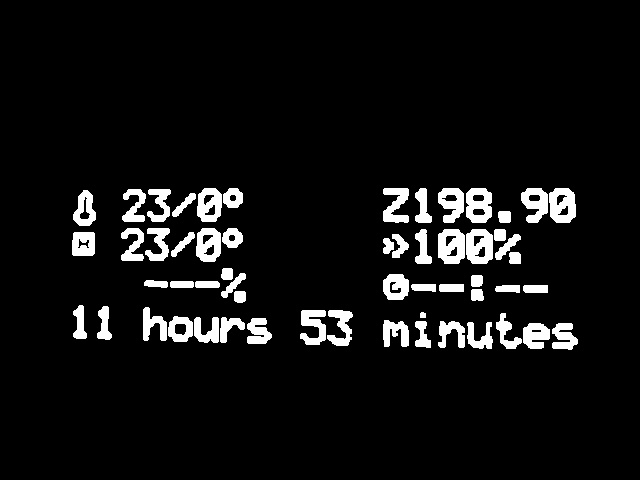 23/0° Z198.90
23/0° 100%
---% --:--
11 hours 53 minutes